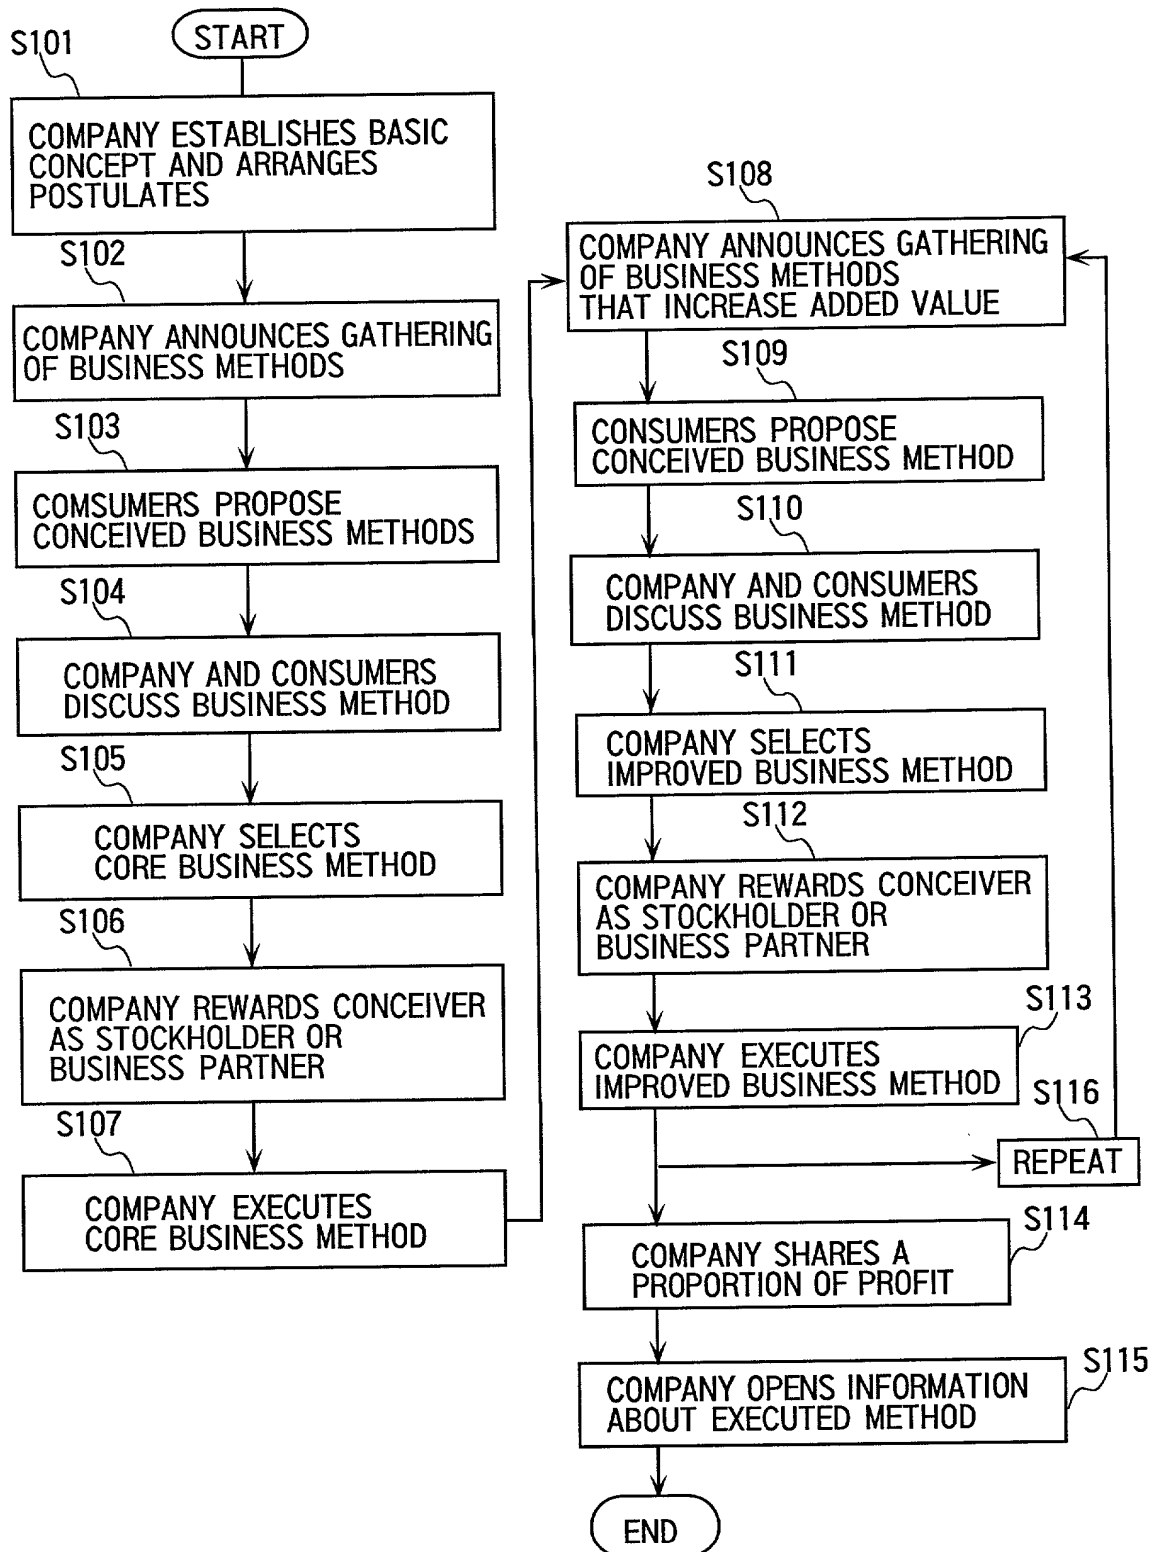 START
S101
COMPANY ESTABLISHES BASIC
CONCEPT AND ARRANGES
POSTULATES
S102
COMPANY ANNOUNCES GATHERING
OF BUSINESS METHODS
S103
COMSUMERS PROPOSE
CONCEIVED BUSINESS METHODS
S104
COMPANY AND CONSUMERS
DISCUSS BUSINESS METHOD
S105
COMPANY SELECTS
CORE BUSINESS METHOD
S106
COMPANY REWARDS CONCEIVER
AS STOCKHOLDER OR
BUSINESS PARTNER
S107
COMPANY EXECUTES
CORE BUSINESS METHOD
S108
COMPANY ANNOUNCES GATHERING
OF BUSINESS METHODS
THAT INCREASE ADDED VALUE
S109
CONSUMERS PROPOSE
CONCEIVED BUSINESS METHOD
S110
COMPANY AND CONSUMERS
DISCUSS BUSINESS METHOD
S111
COMPANY SELECTS
IMPROVED BUSINESS METHOD
S112
COMPANY REWARDS CONCEIVER
AS STOCKHOLDER OR
BUSINESS PARTNER
S113
COMPANY EXECUTES
IMPROVED BUSINESS METHOD
S116
REPEAT
S114
COMPANY SHARES A
PROPORTION OF PROFIT
S115
COMPANY OPENS INFORMATION
ABOUT EXECUTED METHOD
END